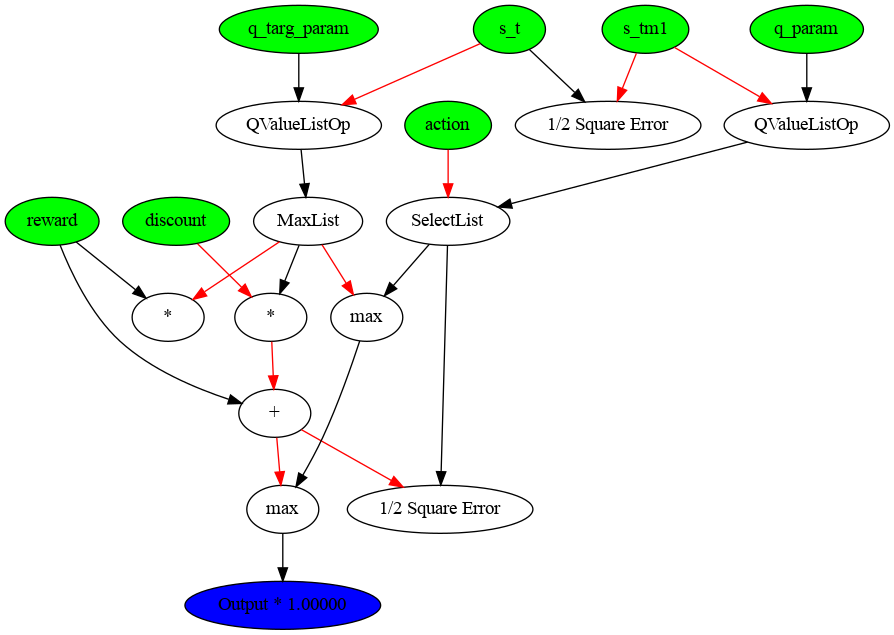 q_targ_param
s_t
s_tm1
q_param
QValueListOp
action
1/2 Square Error
QValueListOp
reward
discount
MaxList
SelectList
*
*
max
+
max
1/2 Square Error
Output * 1.00000